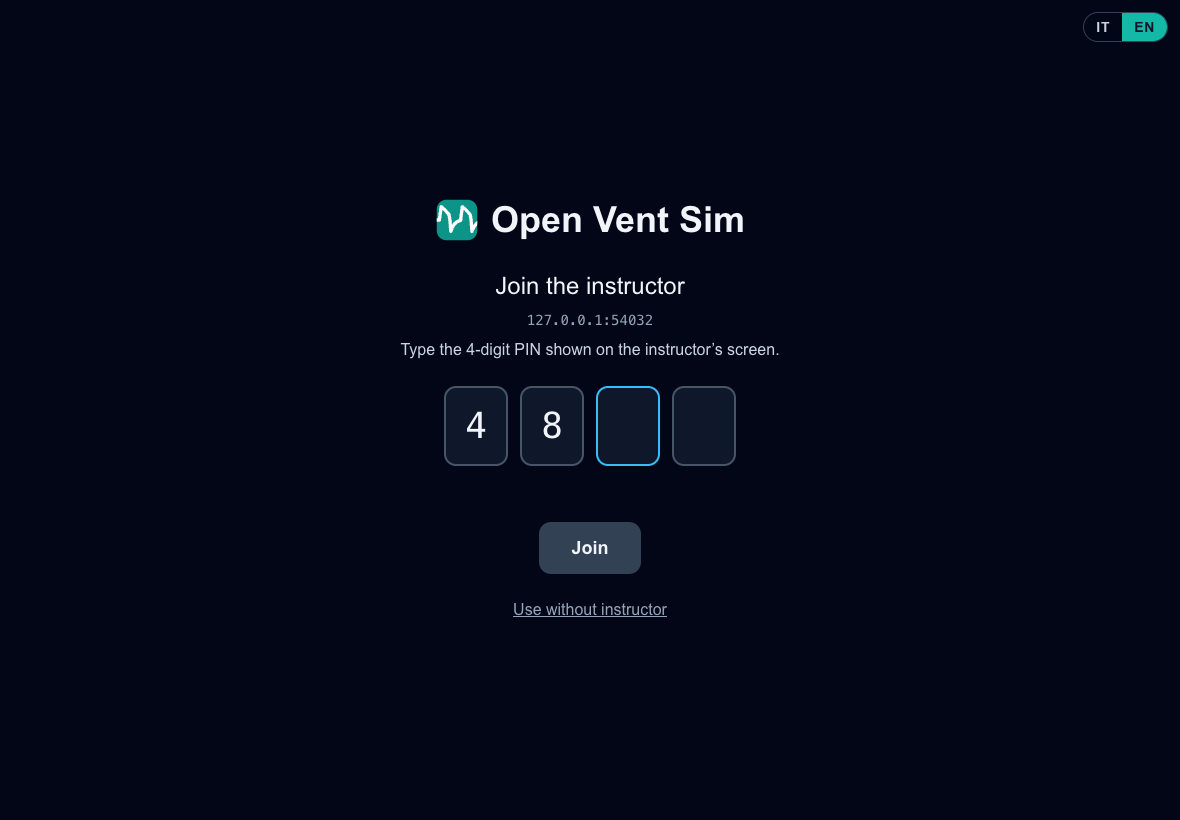 IT EN
Open Vent Sim
Join the instructor
127.0.0.1:54032
Type the 4-digit PIN shown on the instructor’s screen.
4 8
Join
Use without instructor